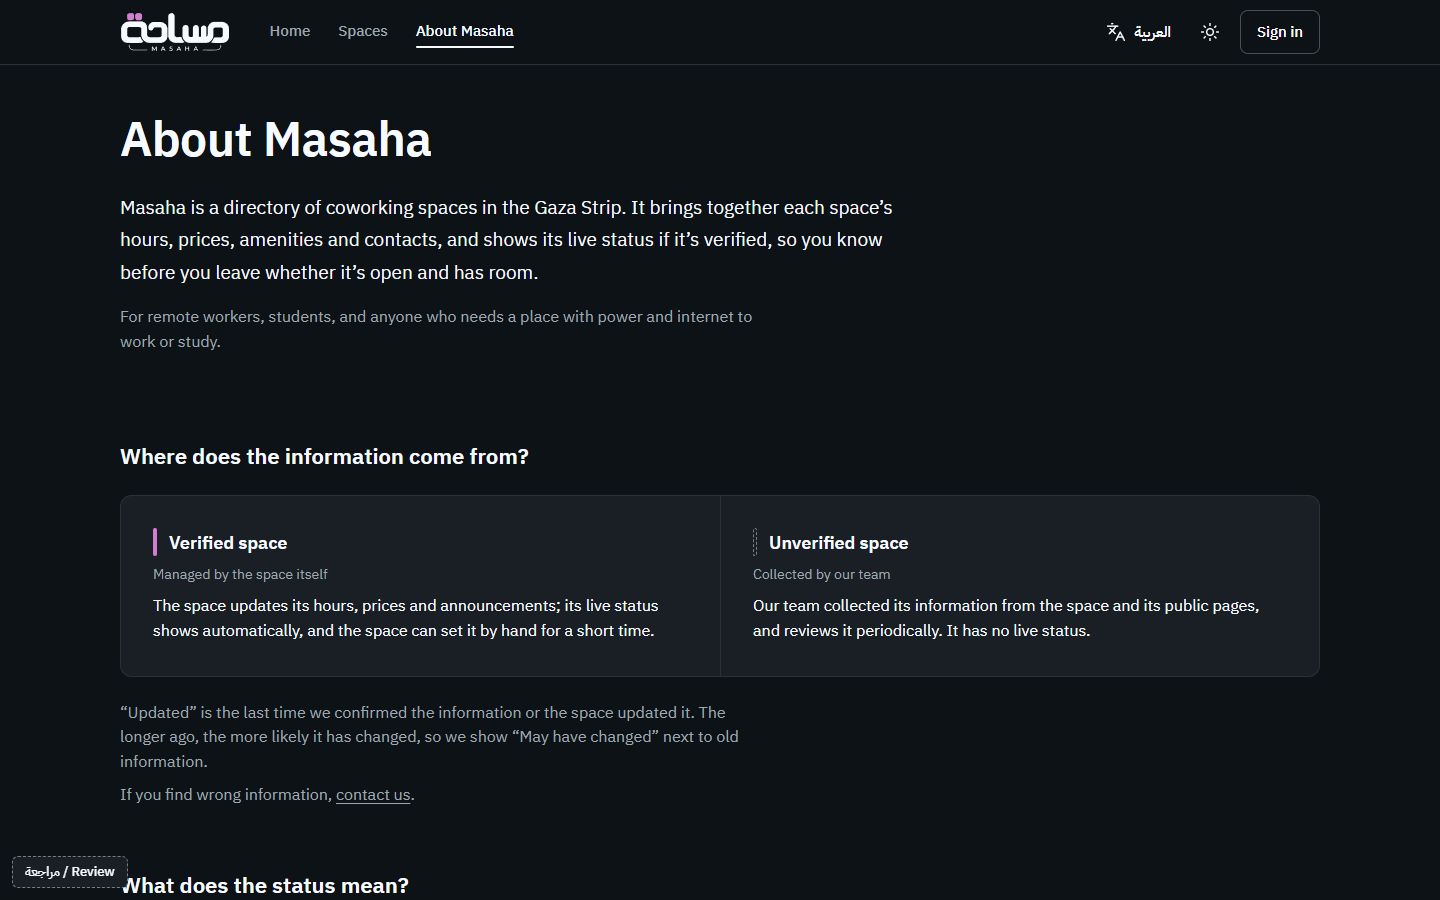 مساحة
MASAHA
Home
Spaces
About Masaha
العربية
Sign in
About Masaha
Masaha is a directory of coworking spaces in the Gaza Strip. It brings together each space’s
hours, prices, amenities and contacts, and shows its live status if it’s verified, so you know
before you leave whether it’s open and has room.
For remote workers, students, and anyone who needs a place with power and internet to
work or study.
Where does the information come from?
Verified space
Managed by the space itself
The space updates its hours, prices and announcements; its live status
shows automatically, and the space can set it by hand for a short time.
Unverified space
Collected by our team
Our team collected its information from the space and its public pages,
and reviews it periodically. It has no live status.
“Updated” is the last time we confirmed the information or the space updated it. The
longer ago, the more likely it has changed, so we show “May have changed” next to old
information.
If you find wrong information, contact us.
مراجعة / Review
What does the status mean?